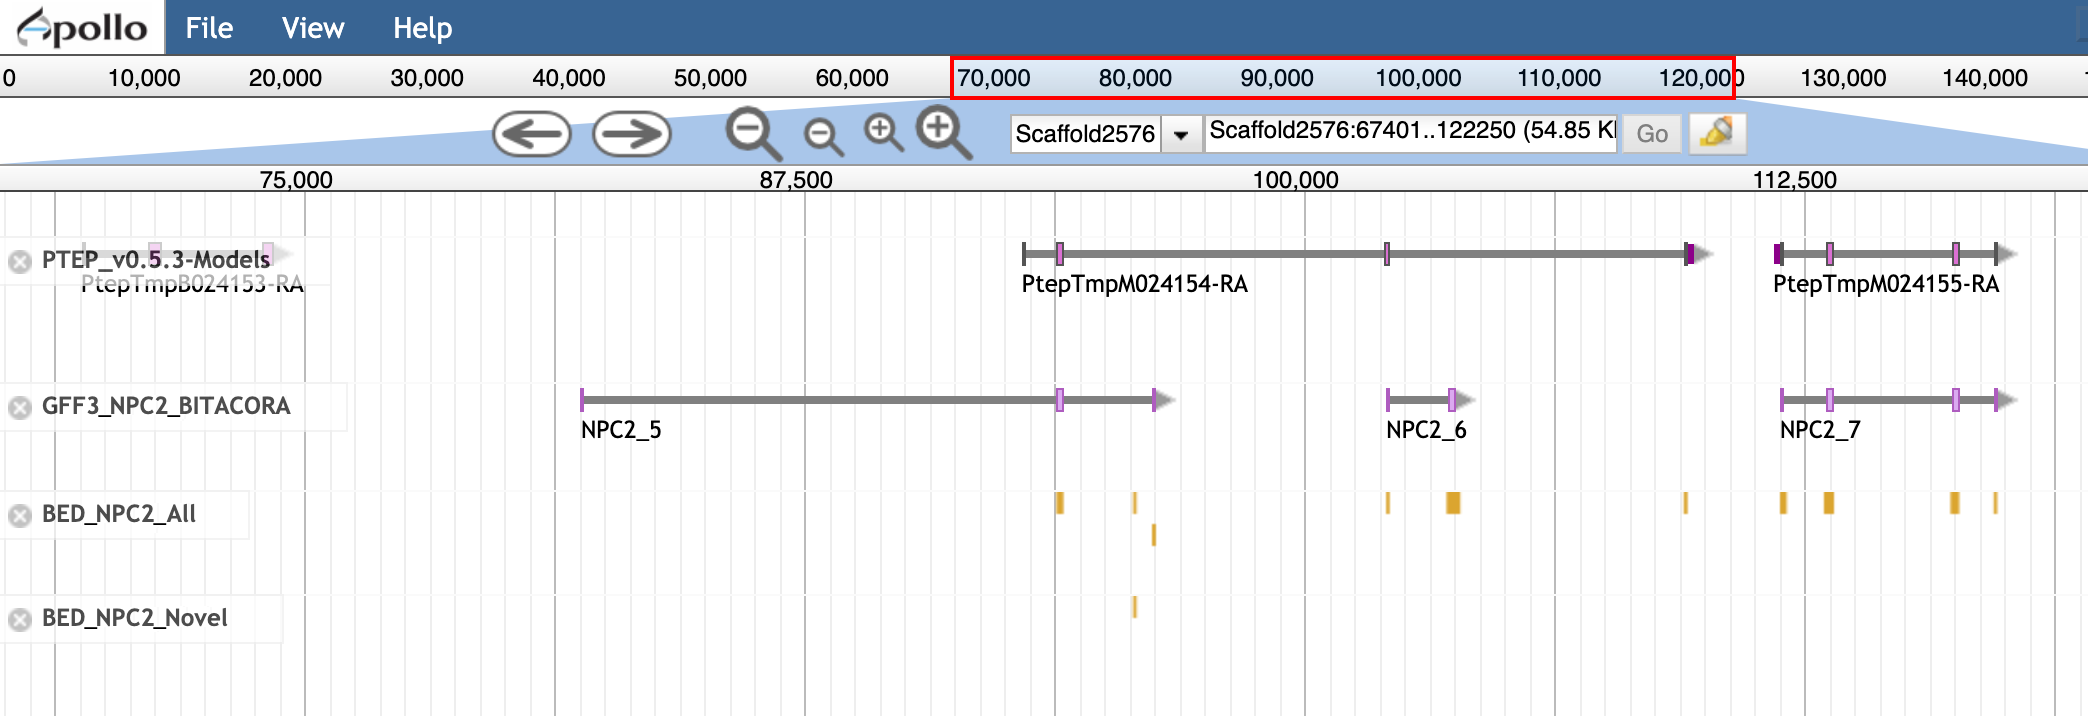 Apollo File View Help
0 10,000 20,000 30,000 40,000 50,000 60,000 70,000 80,000 90,000 100,000 110,000 120,000 130,000 140,000
Scaffold2576 Scaffold2576:67401..122250 (54.85 K Go
75,000 87,500 100,000 112,500
PTEP_v0.5.3-Models
PtepTmpB024153-RA PtepTmpM024154-RA PtepTmpM024155-RA
GFF3_NPC2_BITACORA
NPC2_5 NPC2_6 NPC2_7
BED_NPC2_All
BED_NPC2_Novel